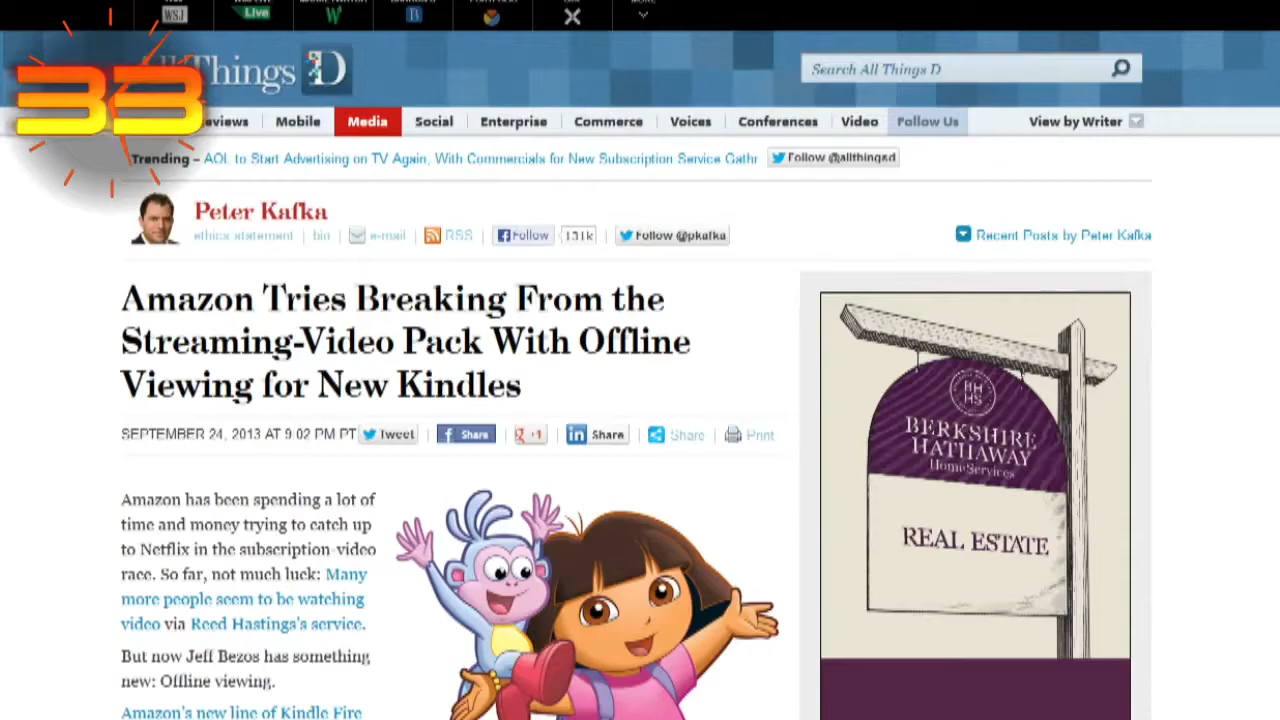 WSJ
Live
33
Things D
Search All Things D
Mobile
Media
Social
Enterprise
Commerce
Voices
Conferences
Video
Follow Us
View by Writer
Trending – AOL to Start Advertising on TV Again, With Commercials for New Subscription Service Gathr
Follow @allthingsd
Peter Kafka
ethics statement | bio | e-mail | RSS | Follow 131k | Follow @pkafka
Recent Posts by Peter Kafka
Amazon Tries Breaking From the
Streaming-Video Pack With Offline
Viewing for New Kindles
SEPTEMBER 24, 2013 AT 9:02 PM PT Tweet | Share | +1 | Share | Share | Print
Amazon has been spending a lot of
time and money trying to catch up
to Netflix in the subscription-video
race. So far, not much luck: Many
more people seem to be watching
video via Reed Hastings's service.
But now Jeff Bezos has something
new: Offline viewing.
Amazon's new line of Kindle Fire
BH
HS
BERKSHIRE
HATHAWAY
HomeServices
REAL ESTATE